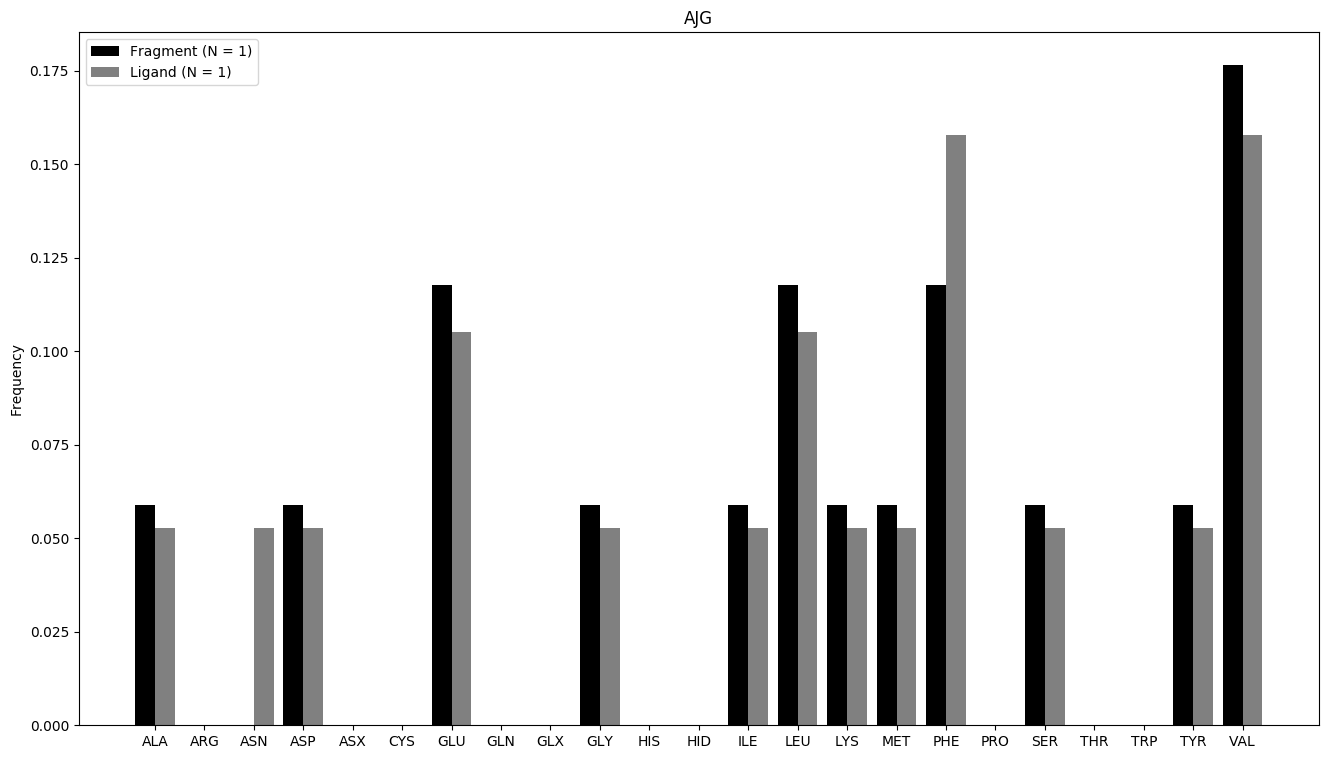 AJG
Fragment (N = 1)
Ligand (N = 1)
Frequency
0.175
0.150
0.125
0.100
0.075
0.050
0.025
0.000
ALA ARG ASN ASP ASX CYS GLU GLN GLX GLY HIS HID ILE LEU LYS MET PHE PRO SER THR TRP TYR VAL